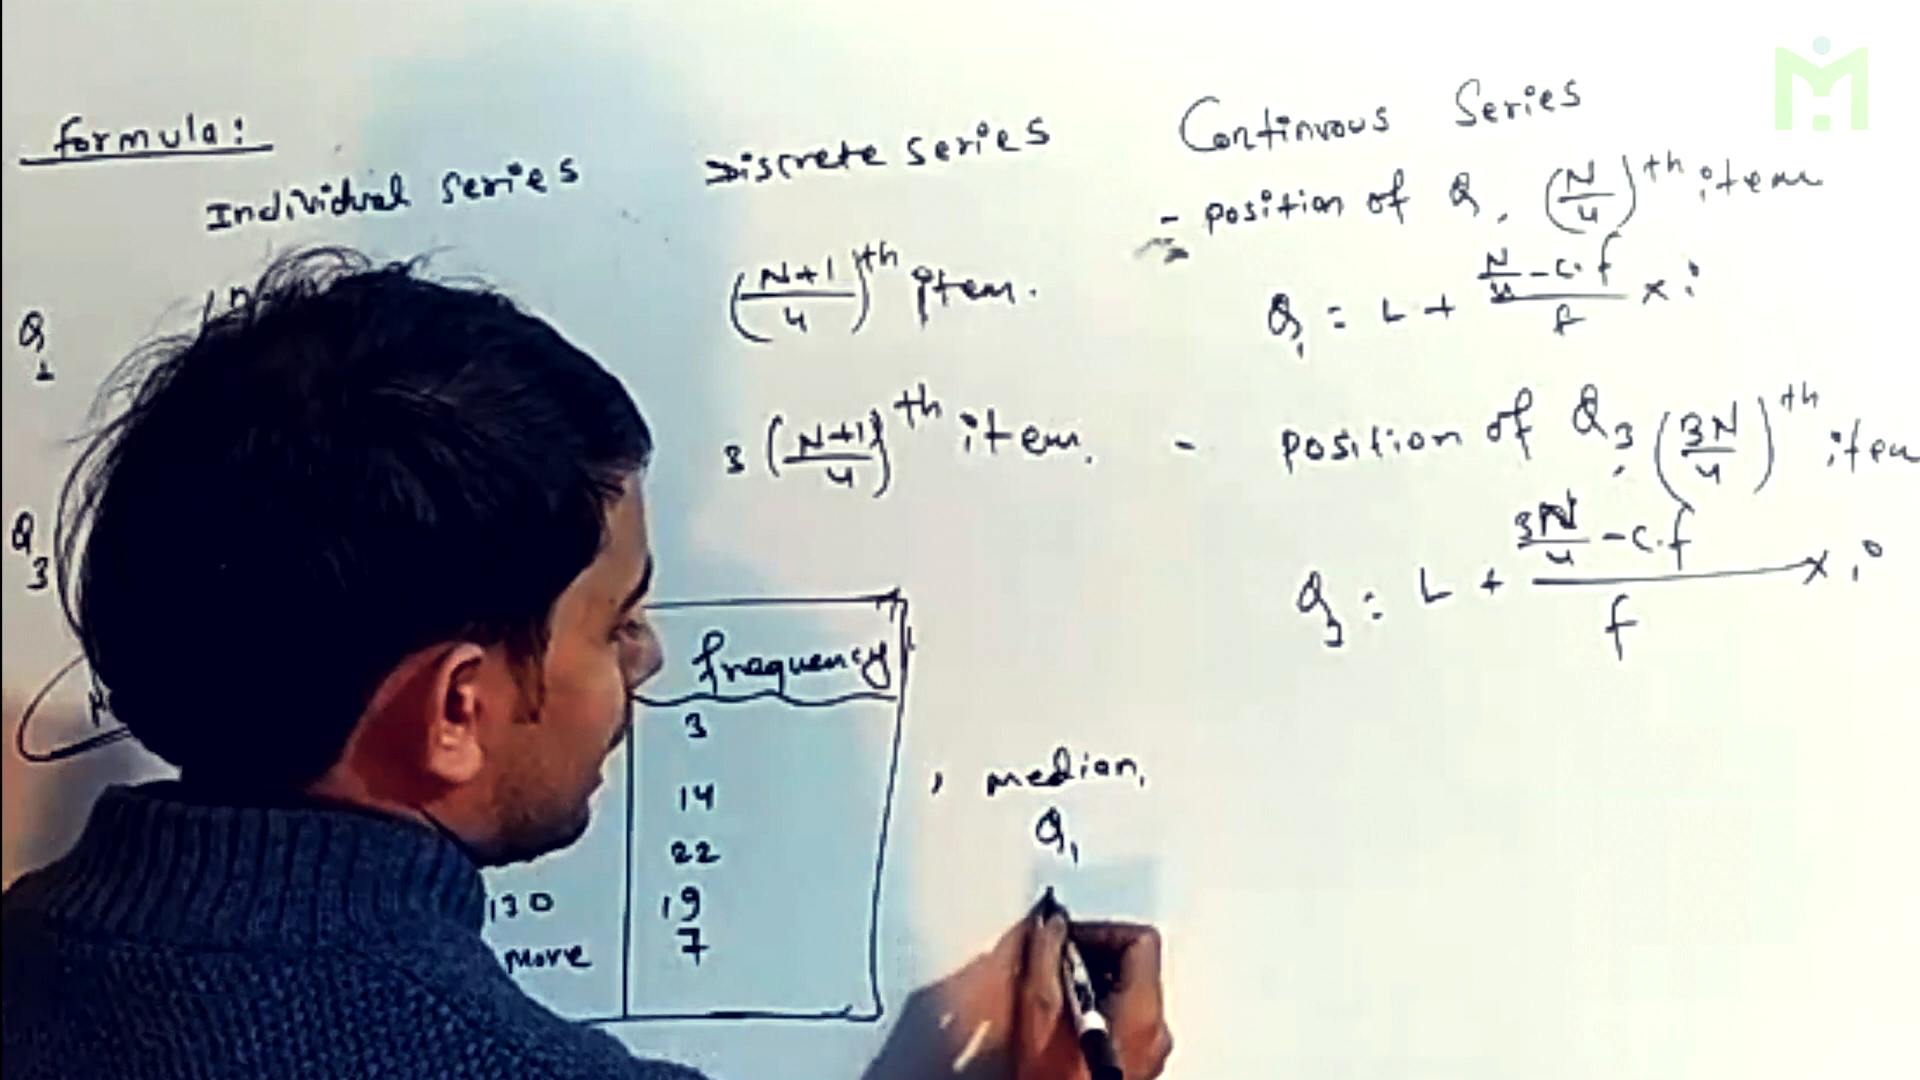 formula:
Individual Series
Discrete Series
Continuous Series
- Position of Q₁ (N/4)th item
Q₁ = L + (N/4 - c.f)/f × i
Q1
(N+1/4)th item.
3 (N+1/4)th item.
- Position of Q3 (3N/4)th item
Q3 = L + (3N/4 - c.f)/f × i
Q3
frequency
3
14
22
130 19
more 7
, median,
Q₁